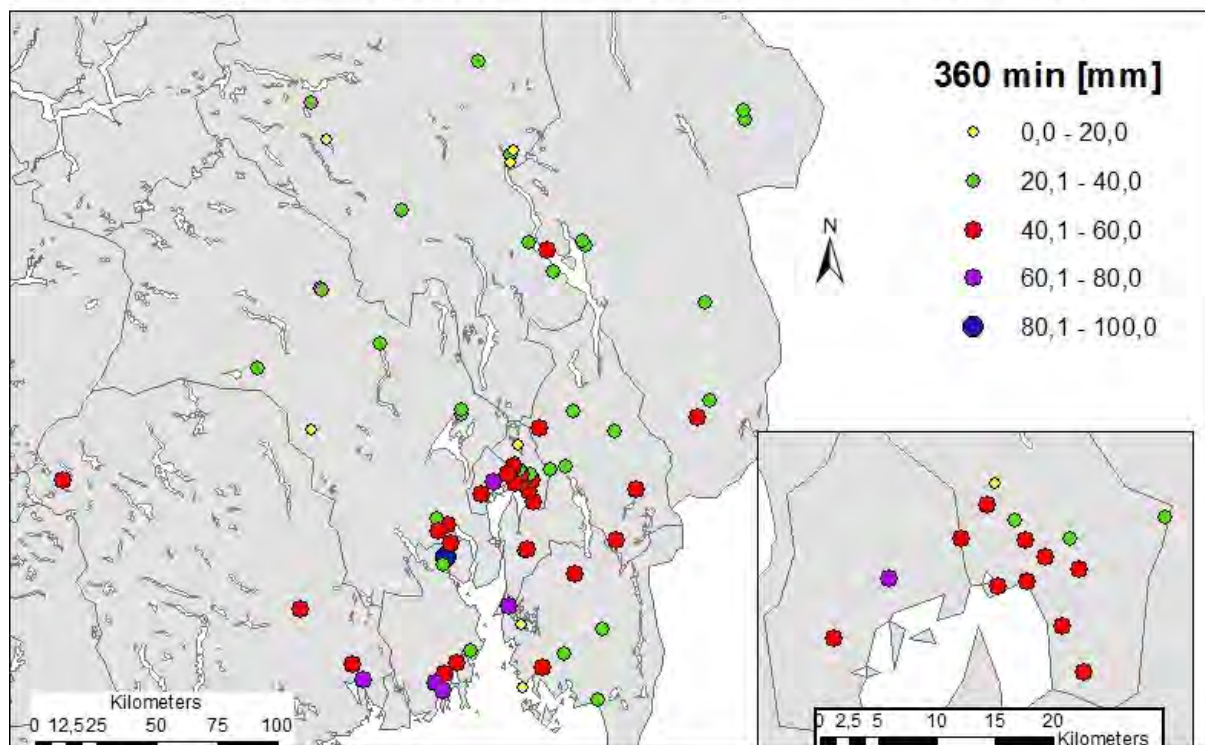 360 min [mm]
0,0 - 20,0
20,1 - 40,0
40,1 - 60,0
60,1 - 80,0
80,1 - 100,0
N
Kilometers
0 12,525 50 75 100
0 2,5 5 10 15 20
Kilometers